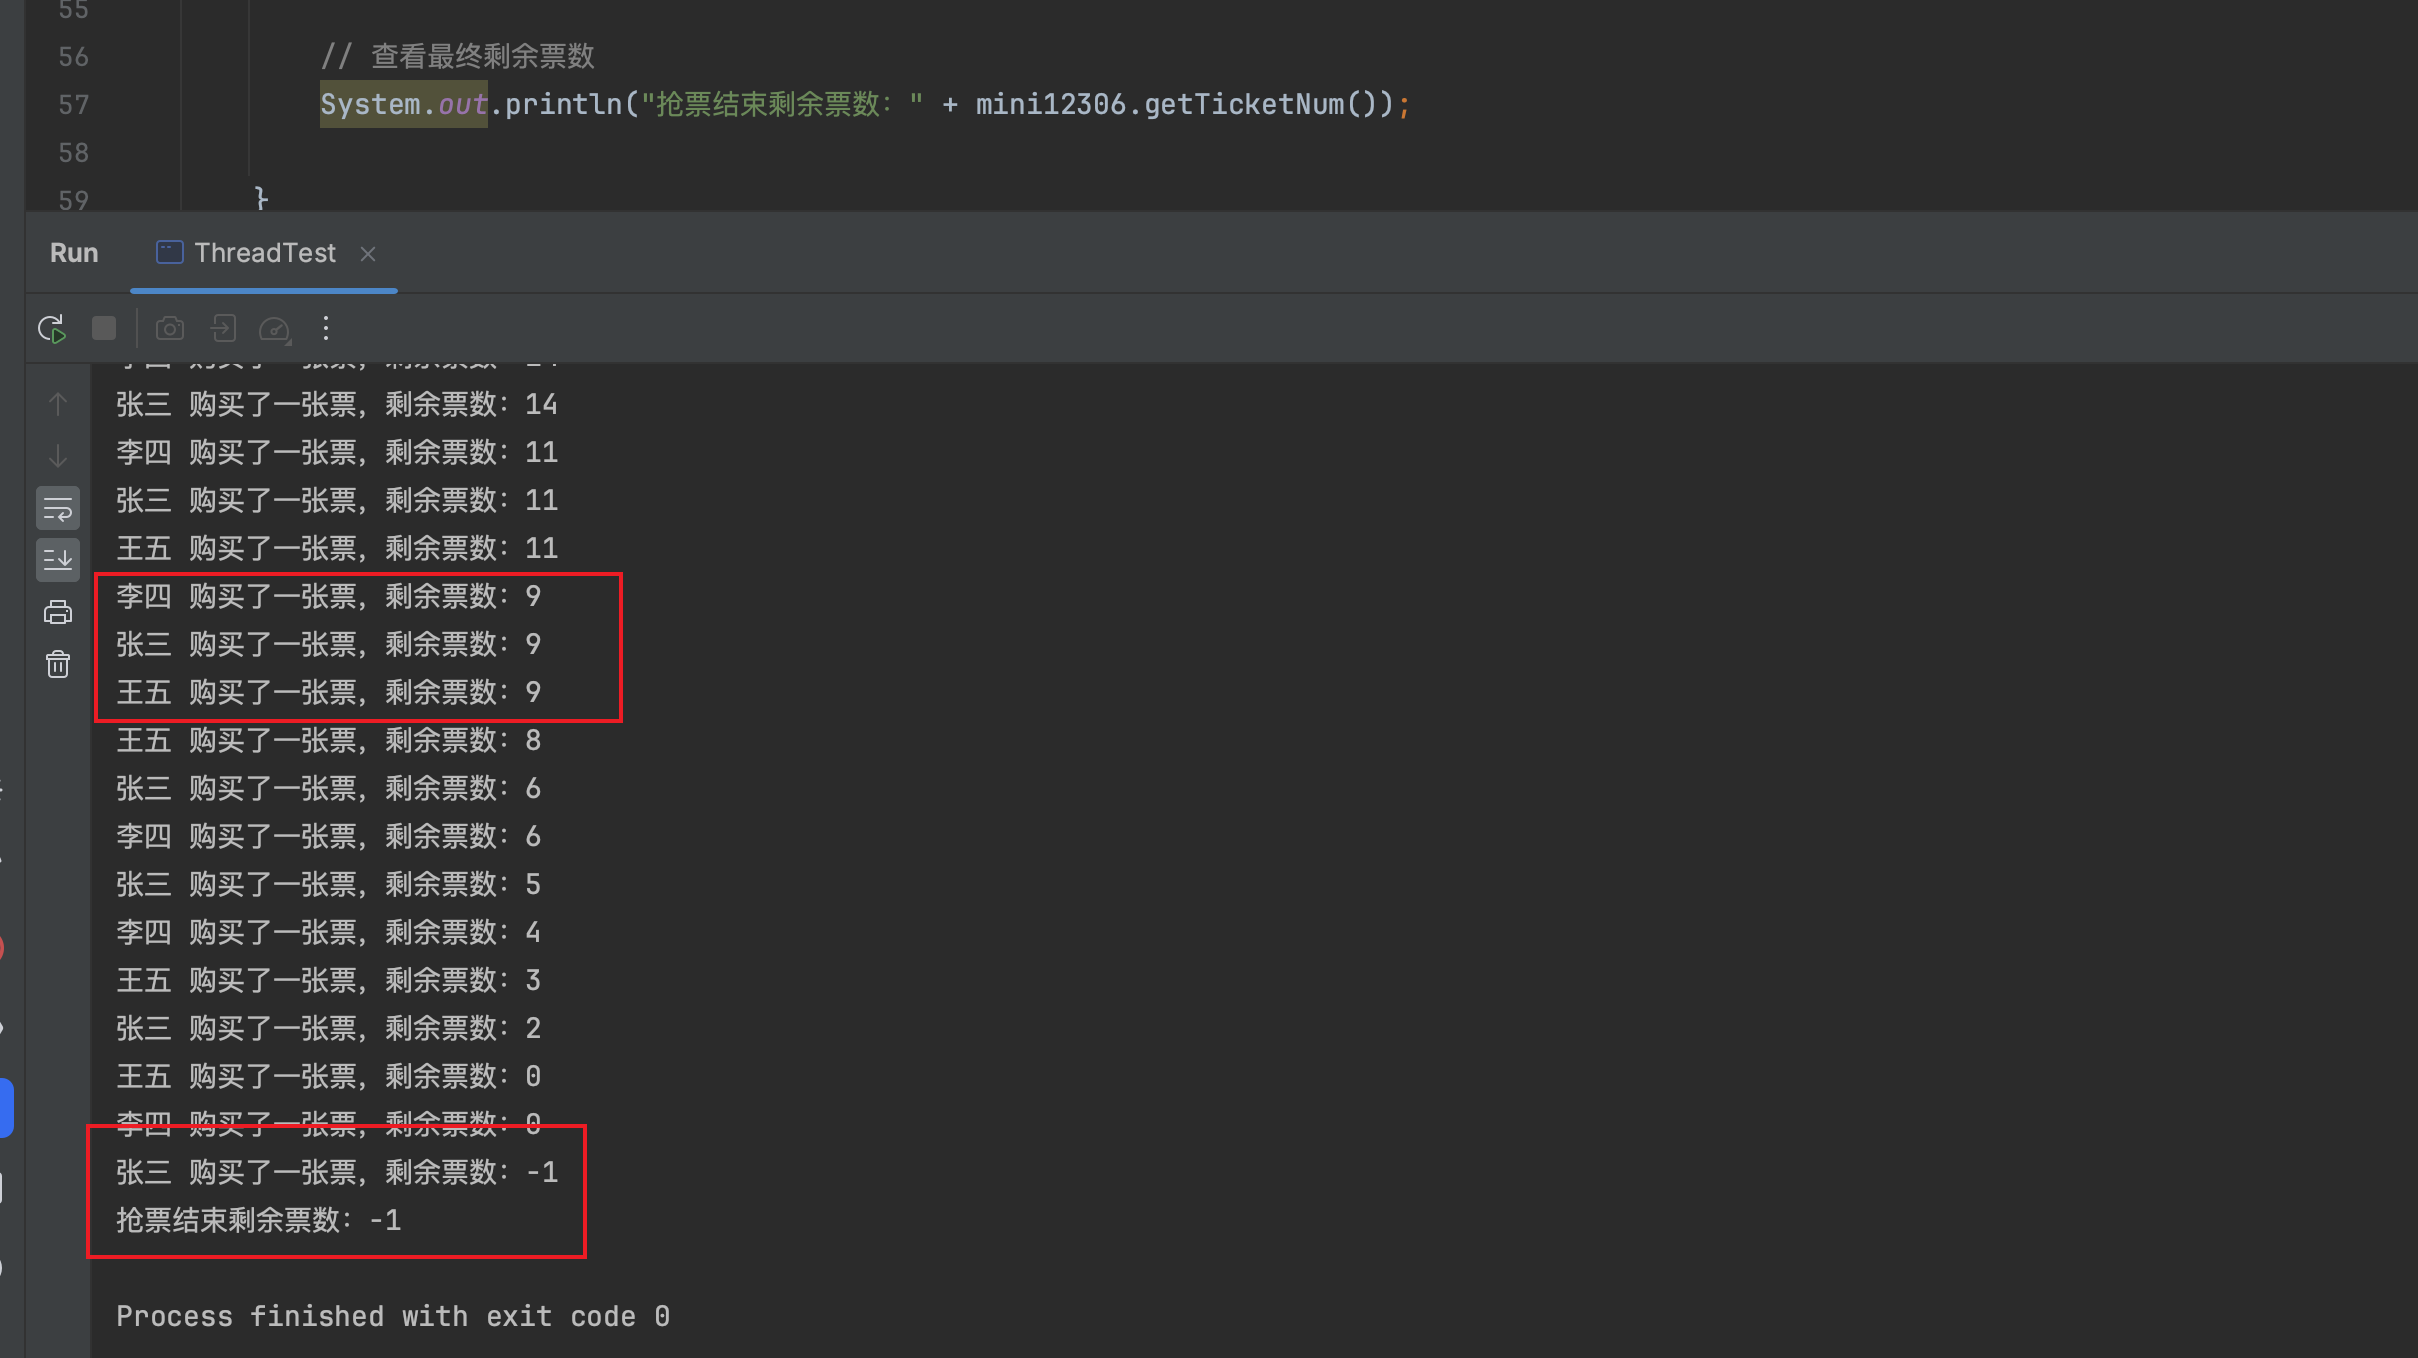 55
56 // 查看最终剩余票数
57 System.out.println("抢票结束剩余票数：" + mini12306.getTicketNum());
58
59 }
Run ThreadTest
张三 购买了一张票，剩余票数：14
李四 购买了一张票，剩余票数：11
张三 购买了一张票，剩余票数：11
王五 购买了一张票，剩余票数：11
李四 购买了一张票，剩余票数：9
张三 购买了一张票，剩余票数：9
王五 购买了一张票，剩余票数：9
王五 购买了一张票，剩余票数：8
张三 购买了一张票，剩余票数：6
李四 购买了一张票，剩余票数：6
张三 购买了一张票，剩余票数：5
李四 购买了一张票，剩余票数：4
王五 购买了一张票，剩余票数：3
张三 购买了一张票，剩余票数：2
王五 购买了一张票，剩余票数：0
李四 购买了一张票，剩余票数：0
张三 购买了一张票，剩余票数：-1
抢票结束剩余票数：-1
Process finished with exit code 0